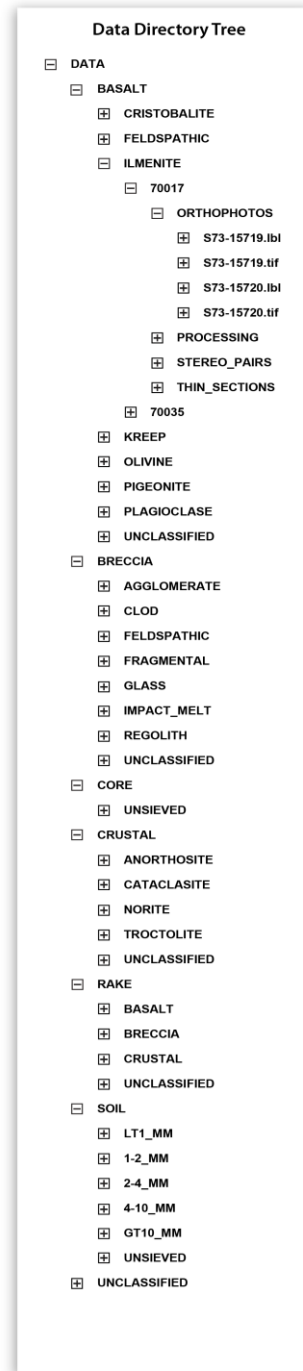 Data Directory Tree
DATA
BASALT
CRISTOBALITE
FELDSPATHIC
ILMENITE
70017
ORTHOPHOTOS
S73-15719.lbl
S73-15719.tif
S73-15720.lbl
S73-15720.tif
PROCESSING
STEREO_PAIRS
THIN_SECTIONS
70035
KREEP
OLIVINE
PIGEONITE
PLAGIOCLASE
UNCLASSIFIED
BRECCIA
AGGLOMERATE
CLOD
FELDSPATHIC
FRAGMENTAL
GLASS
IMPACT_MELT
REGOLITH
UNCLASSIFIED
CORE
UNSIEVED
CRUSTAL
ANORTHOSITE
CATACLASITE
NORITE
TROCTOLITE
UNCLASSIFIED
RAKE
BASALT
BRECCIA
CRUSTAL
UNCLASSIFIED
SOIL
LT1_MM
1-2_MM
2-4_MM
4-10_MM
GT10_MM
UNSIEVED
UNCLASSIFIED